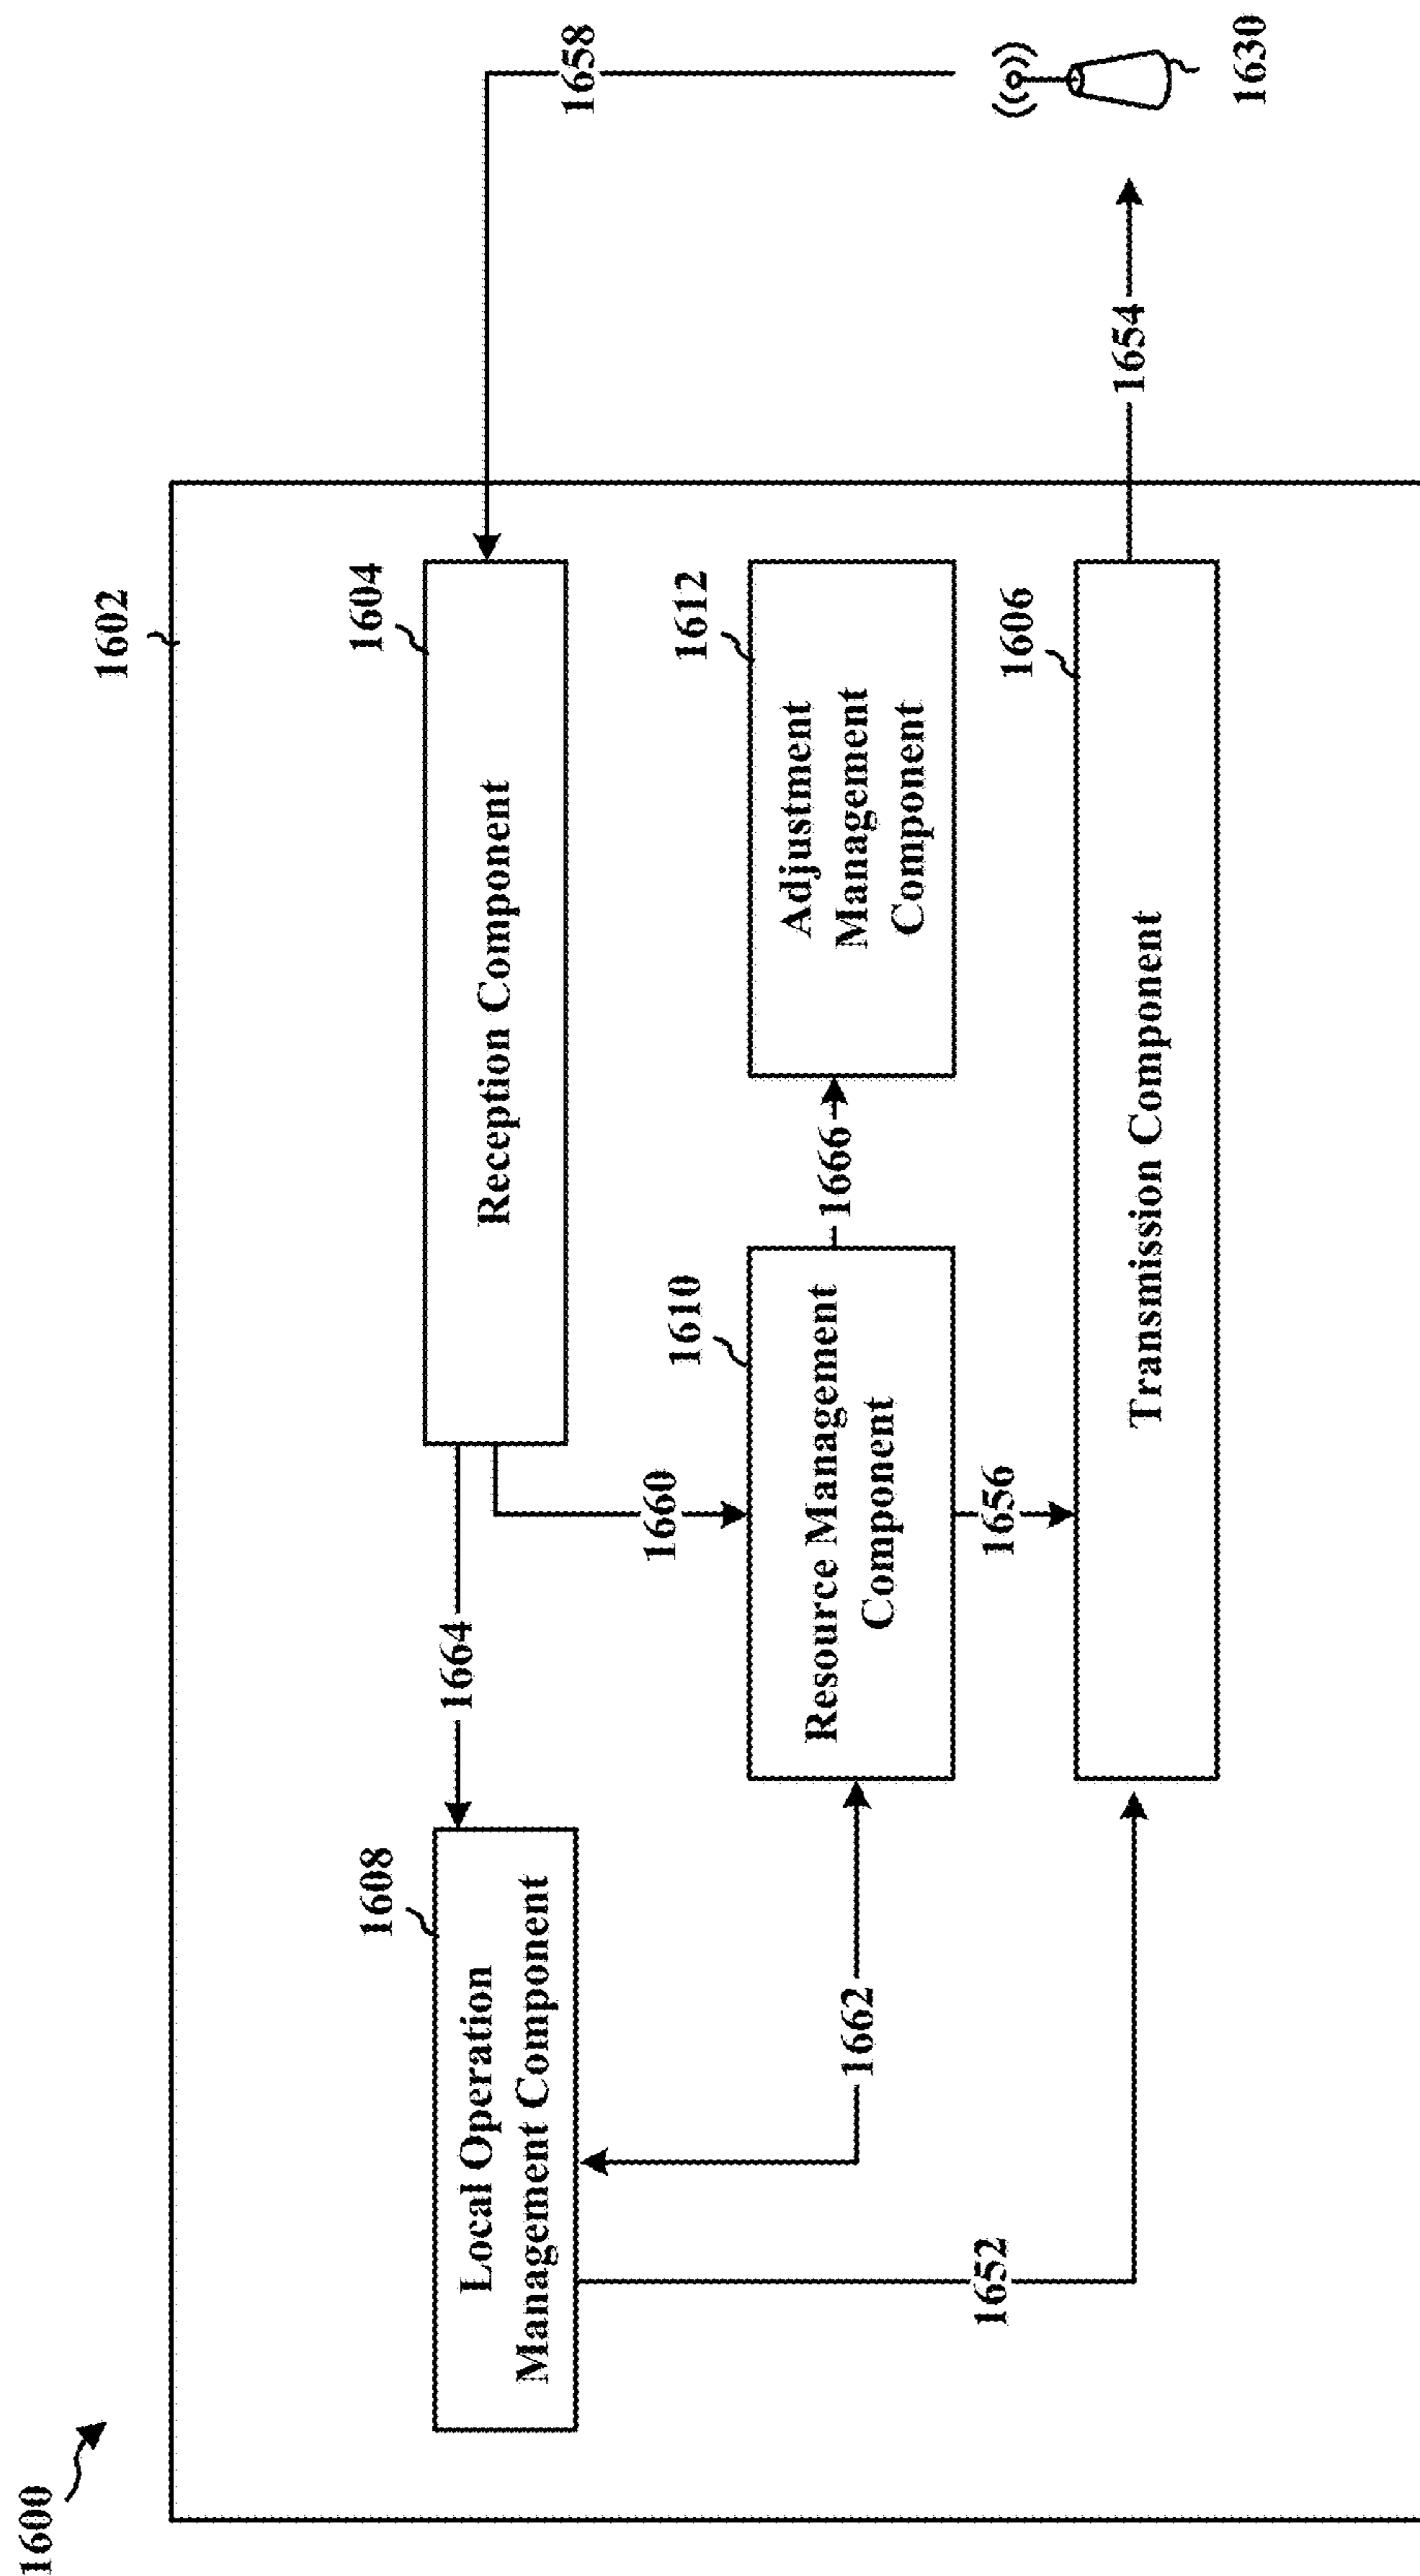 1600
1602
1608
Local Operation
Management Component
1664
1604
Reception Component
1658
1660
1662
1610
Resource Management
Component
1666
1612
Adjustment
Management
Component
1656
1652
1606
Transmission Component
1654
1630